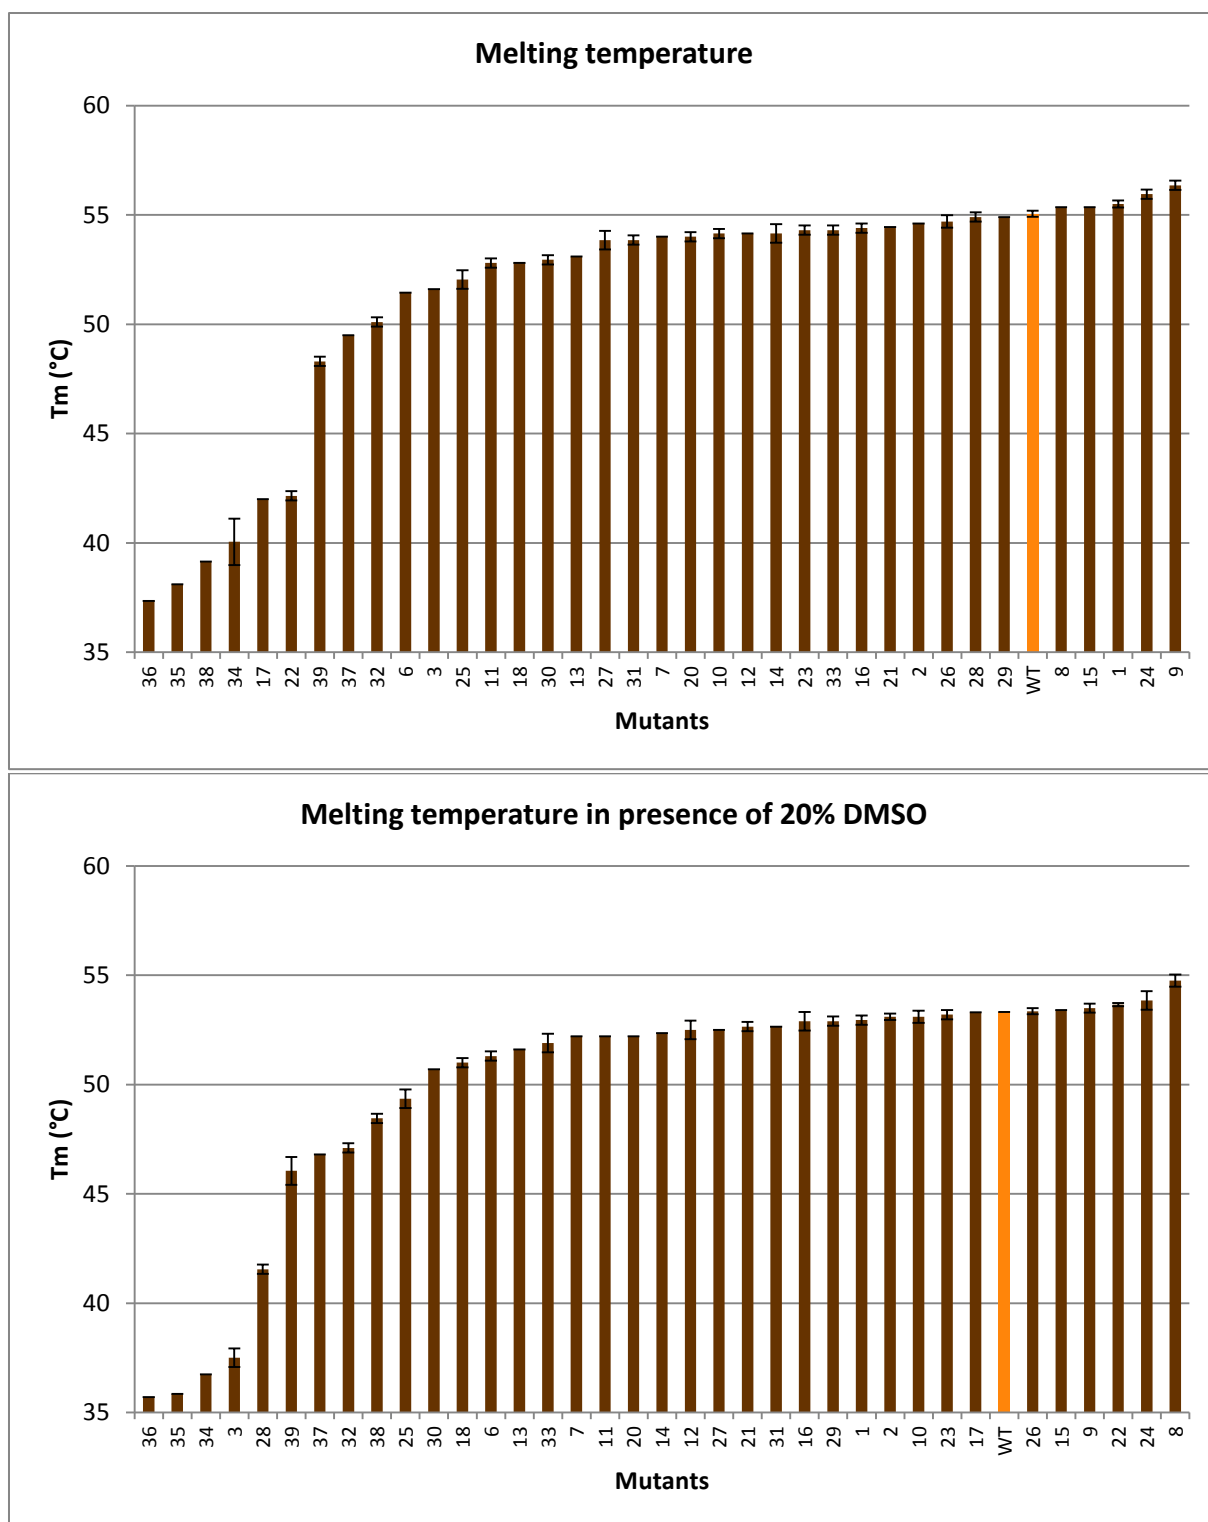 Melting temperature
60
55
50
45
40
35
Tm (°C)
36 35 38 34 17 22 39 37 32 6 3 25 11 18 30 13 27 31 7 20 10 12 14 23 33 16 21 2 26 28 29 WT 8 15 1 24 9
Mutants
Melting temperature in presence of 20% DMSO
60
55
50
45
40
35
Tm (°C)
36 35 34 3 28 39 37 32 38 25 30 18 6 13 33 7 11 20 14 12 27 21 31 16 29 1 2 10 23 17 WT 26 15 9 22 24 8
Mutants